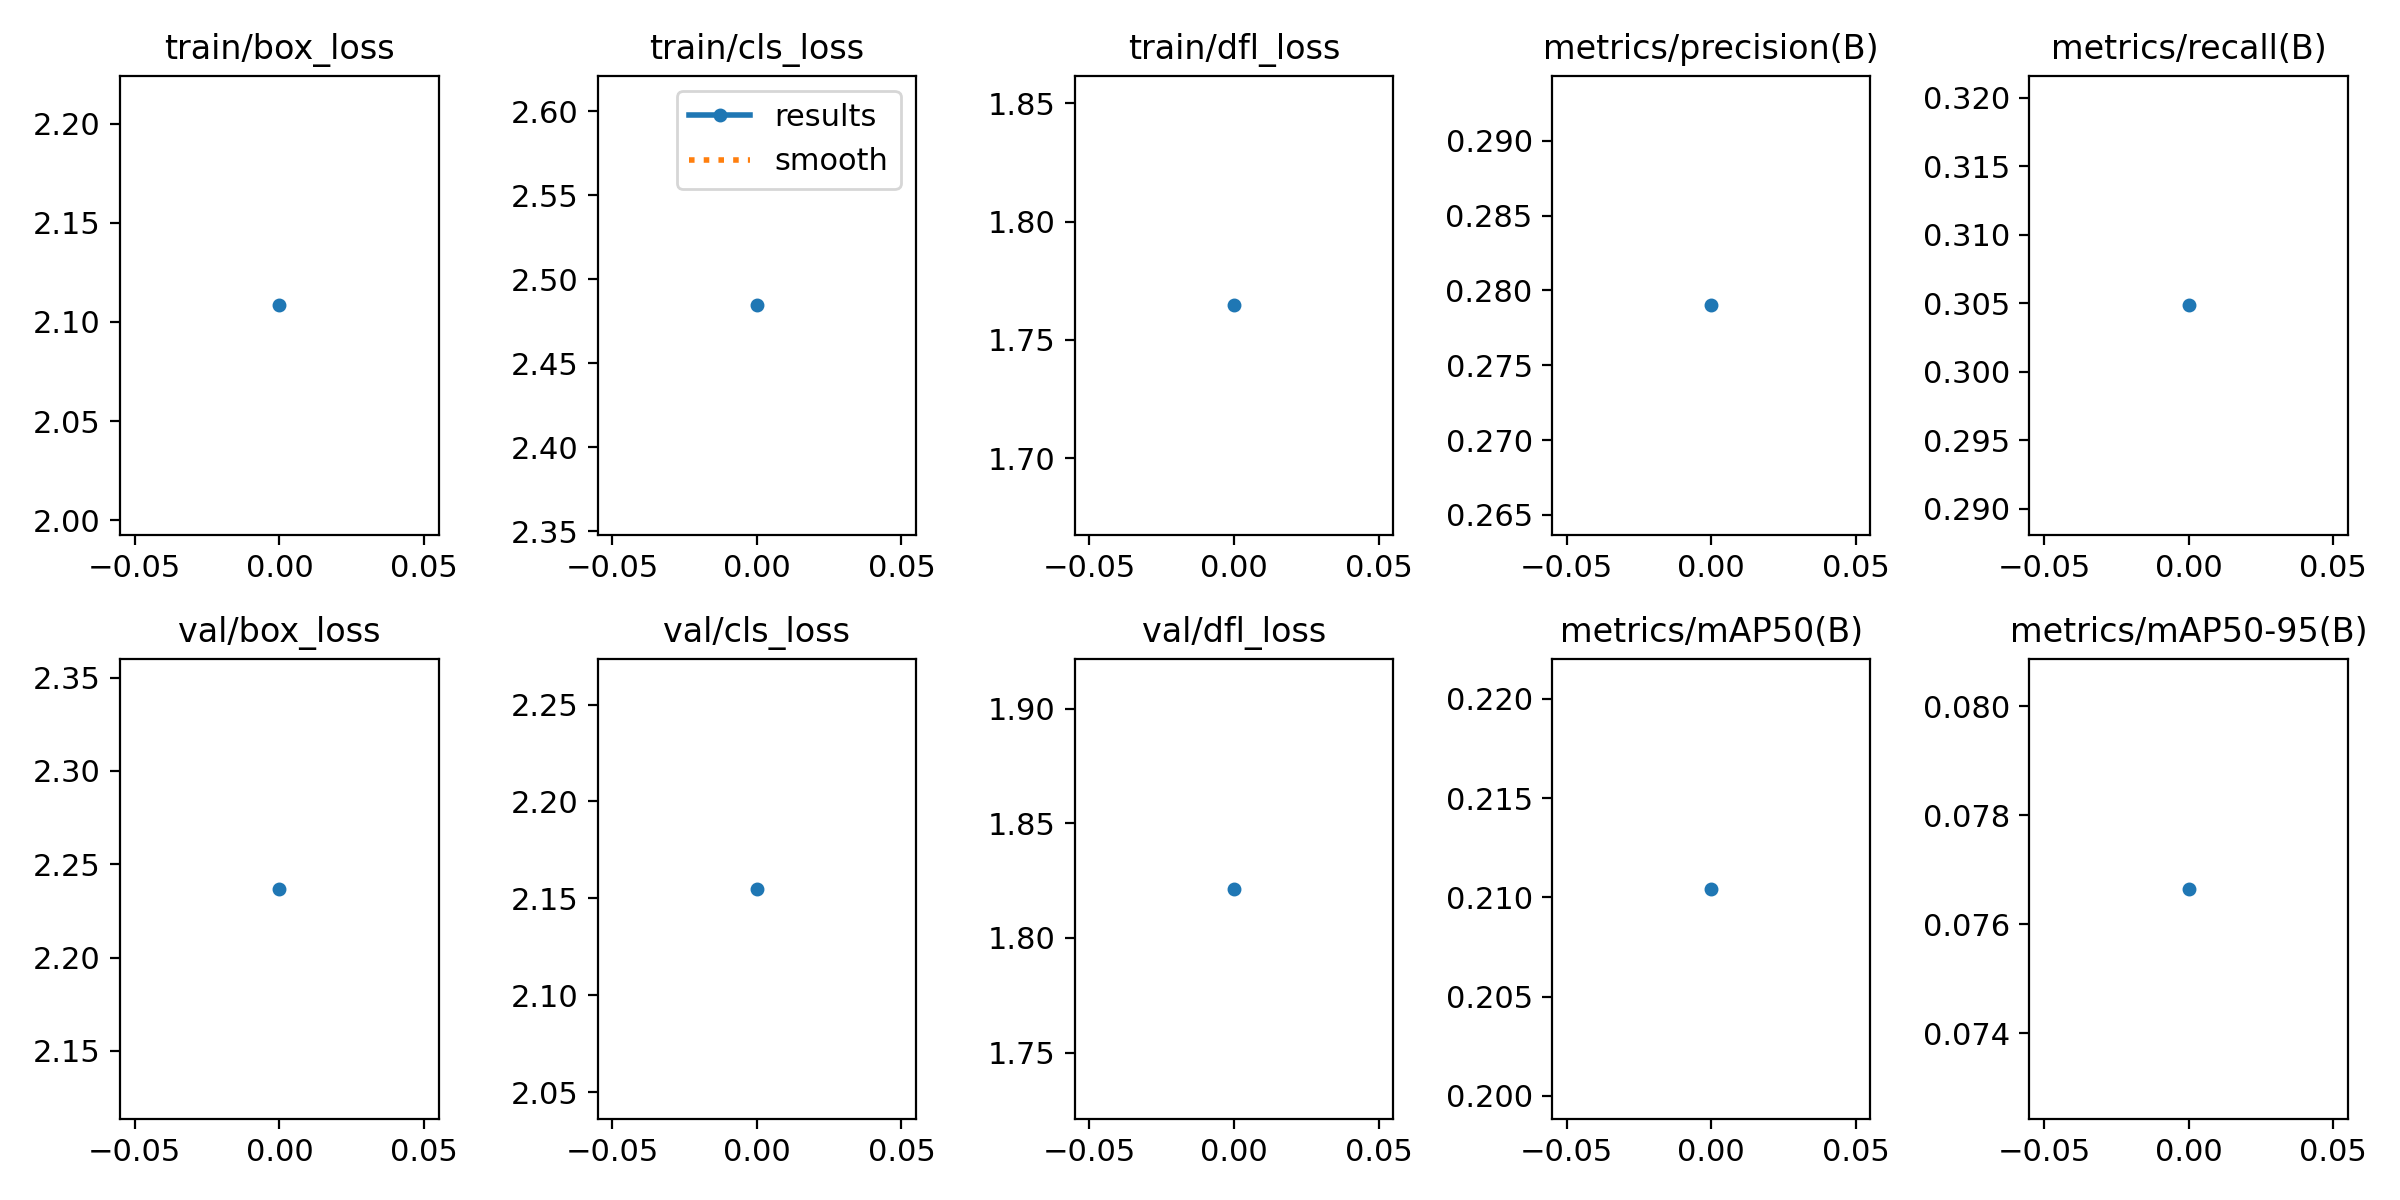 train/box_loss
2.20
2.15
2.10
2.05
2.00
−0.05 0.00 0.05
train/cls_loss
results
smooth
2.60
2.55
2.50
2.45
2.40
2.35
−0.05 0.00 0.05
train/dfl_loss
1.85
1.80
1.75
1.70
−0.05 0.00 0.05
metrics/precision(B)
0.290
0.285
0.280
0.275
0.270
0.265
−0.05 0.00 0.05
metrics/recall(B)
0.320
0.315
0.310
0.305
0.300
0.295
0.290
−0.05 0.00 0.05
val/box_loss
2.35
2.30
2.25
2.20
2.15
−0.05 0.00 0.05
val/cls_loss
2.25
2.20
2.15
2.10
2.05
−0.05 0.00 0.05
val/dfl_loss
1.90
1.85
1.80
1.75
−0.05 0.00 0.05
metrics/mAP50(B)
0.220
0.215
0.210
0.205
0.200
−0.05 0.00 0.05
metrics/mAP50-95(B)
0.080
0.078
0.076
0.074
−0.05 0.00 0.05